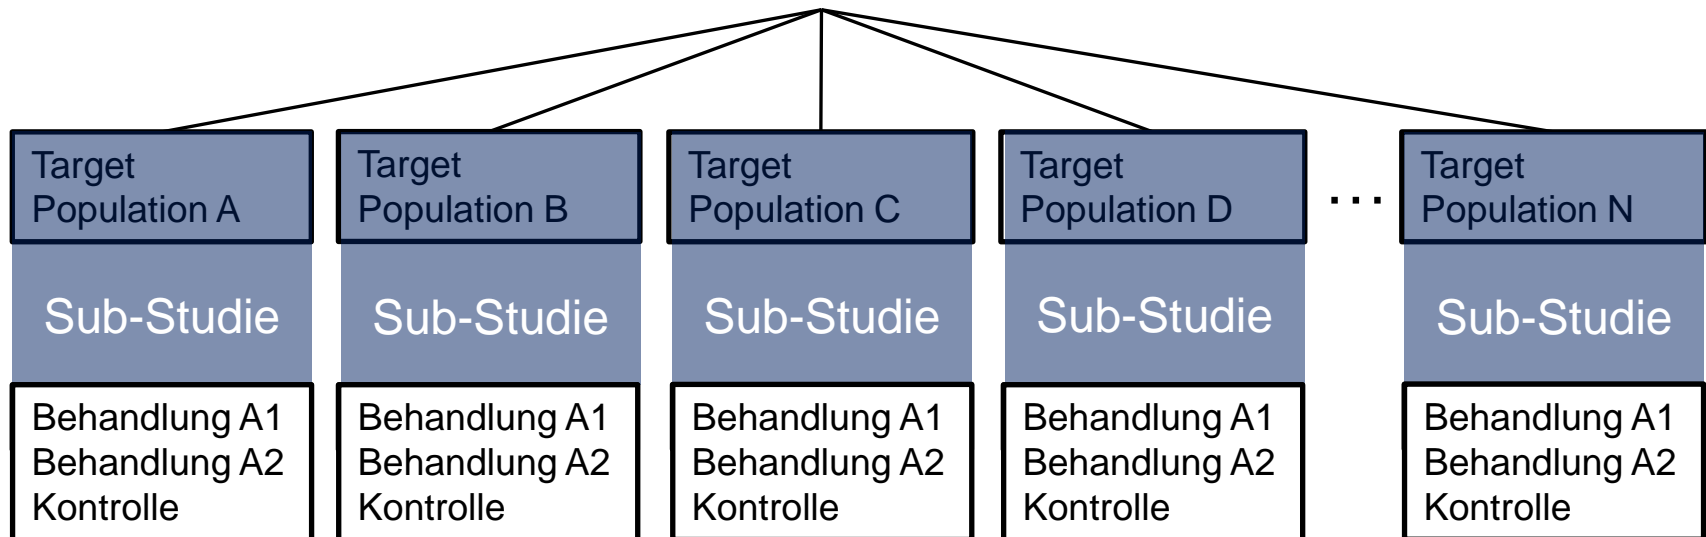 Target
Population A
Target
Population B
Target
Population C
Target
Population D
...
Target
Population N
Sub-Studie
Sub-Studie
Sub-Studie
Sub-Studie
Sub-Studie
Behandlung A1
Behandlung A2
Kontrolle
Behandlung A1
Behandlung A2
Kontrolle
Behandlung A1
Behandlung A2
Kontrolle
Behandlung A1
Behandlung A2
Kontrolle
Behandlung A1
Behandlung A2
Kontrolle